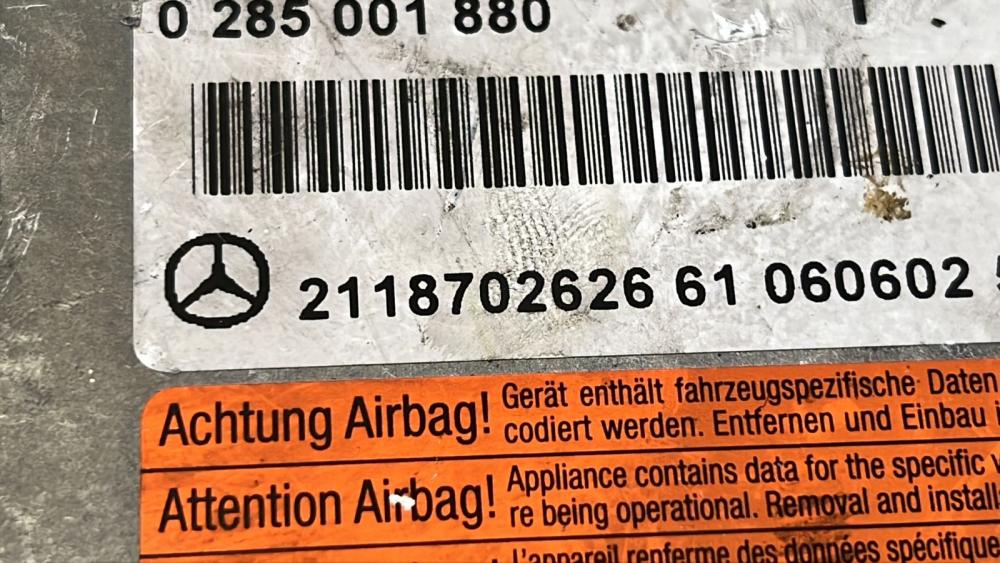 0 285 001 880
2118702626 61 060602
Achtung Airbag!
Gerät enthält fahrzeugspezifische Daten
codiert werden. Entfernen und Einbau
Attention Airbag!
Appliance contains data for the specific
re being operational. Removal and install
L'appareil renferme des données spécifique